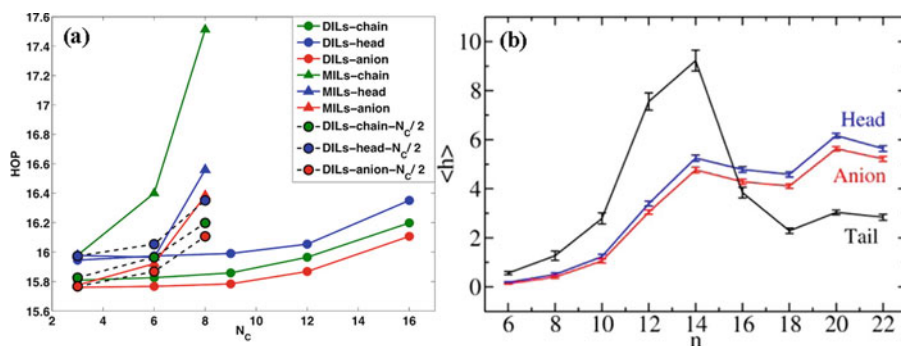 (a)
HOP
17.6
17.4
17.2
17
16.8
16.6
16.4
16.2
16
15.8
15.6
2
4
6
8
10
12
14
16
N_C
DILs-chain
DILs-head
DILs-anion
MILs-chain
MILs-head
MILs-anion
DILs-chain-N_C/2
DILs-head-N_C/2
DILs-anion-N_C/2
(b)
<h>
10
8
6
4
2
0
Head
Anion
Tail
6 8 10 12 14 16 18 20 22
n